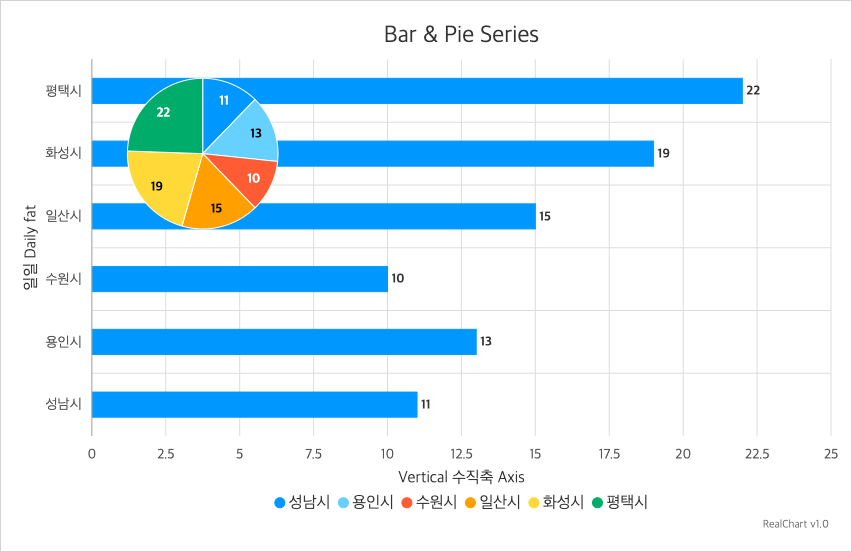 Bar & Pie Series
일일 Daily fat
평택시
22
화성시
19
일산시
15
수원시
10
용인시
13
성남시
11
11
13
10
15
19
22
0 2.5 5 7.5 10 12.5 15 17.5 20 22.5 25
Vertical 수직축 Axis
성남시 용인시 수원시 일산시 화성시 평택시
RealChart v1.0